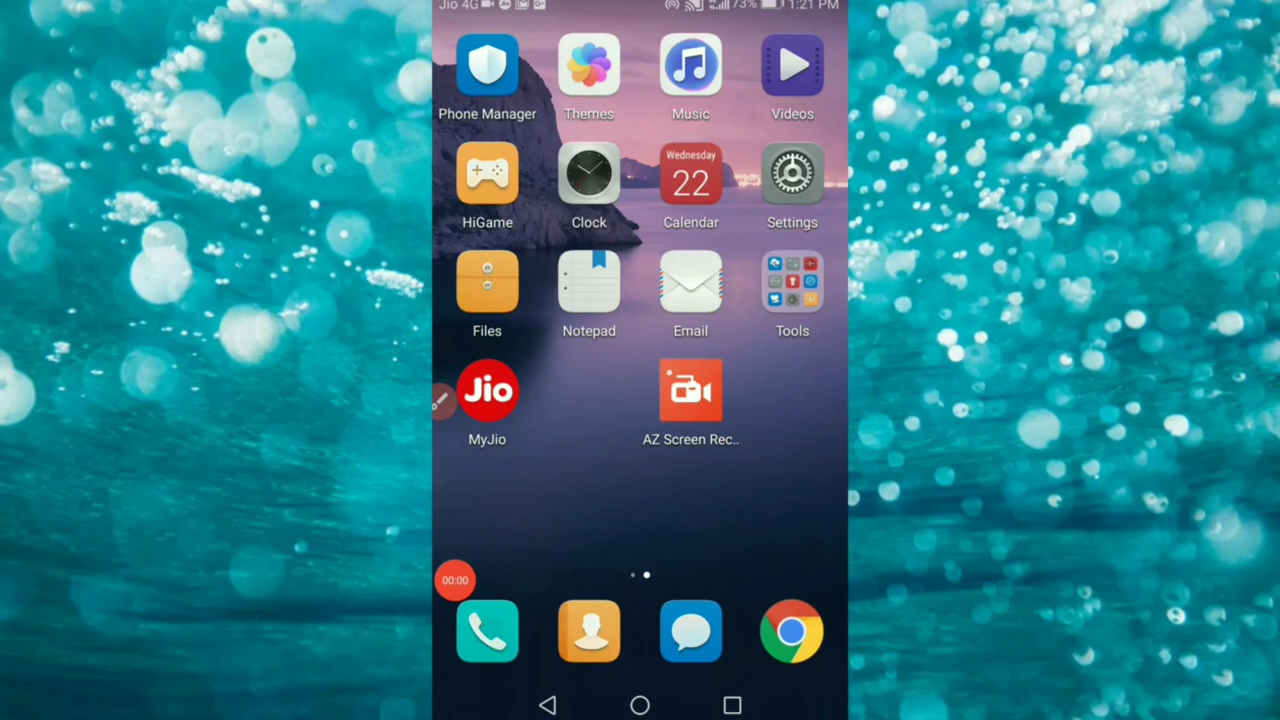 Jio 4G 73% 1:21 PM
Phone Manager Themes Music Videos
Wednesday
22
HiGame Clock Calendar Settings
Files Notepad Email Tools
Jio
MyJio AZ Screen Rec..
00:00